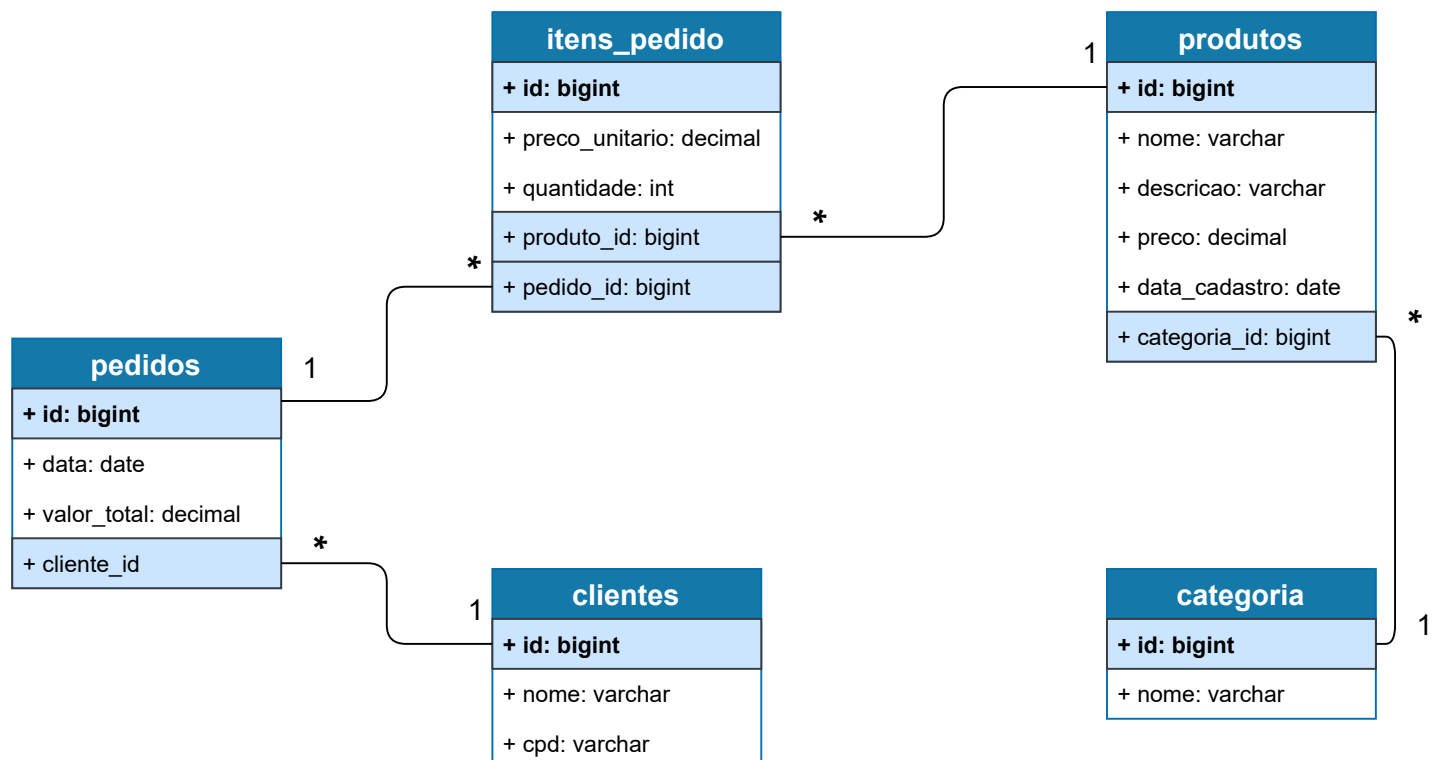 itens_pedido
+ id: bigint
+ preco_unitario: decimal
+ quantidade: int
+ produto_id: bigint
+ pedido_id: bigint
*
*
1
produtos
+ id: bigint
+ nome: varchar
+ descricao: varchar
+ preco: decimal
+ data_cadastro: date
+ categoria_id: bigint
*
pedidos
+ id: bigint
+ data: date
+ valor_total: decimal
+ cliente_id
1
*
clientes
+ id: bigint
+ nome: varchar
+ cpd: varchar
1
categoria
+ id: bigint
+ nome: varchar
1